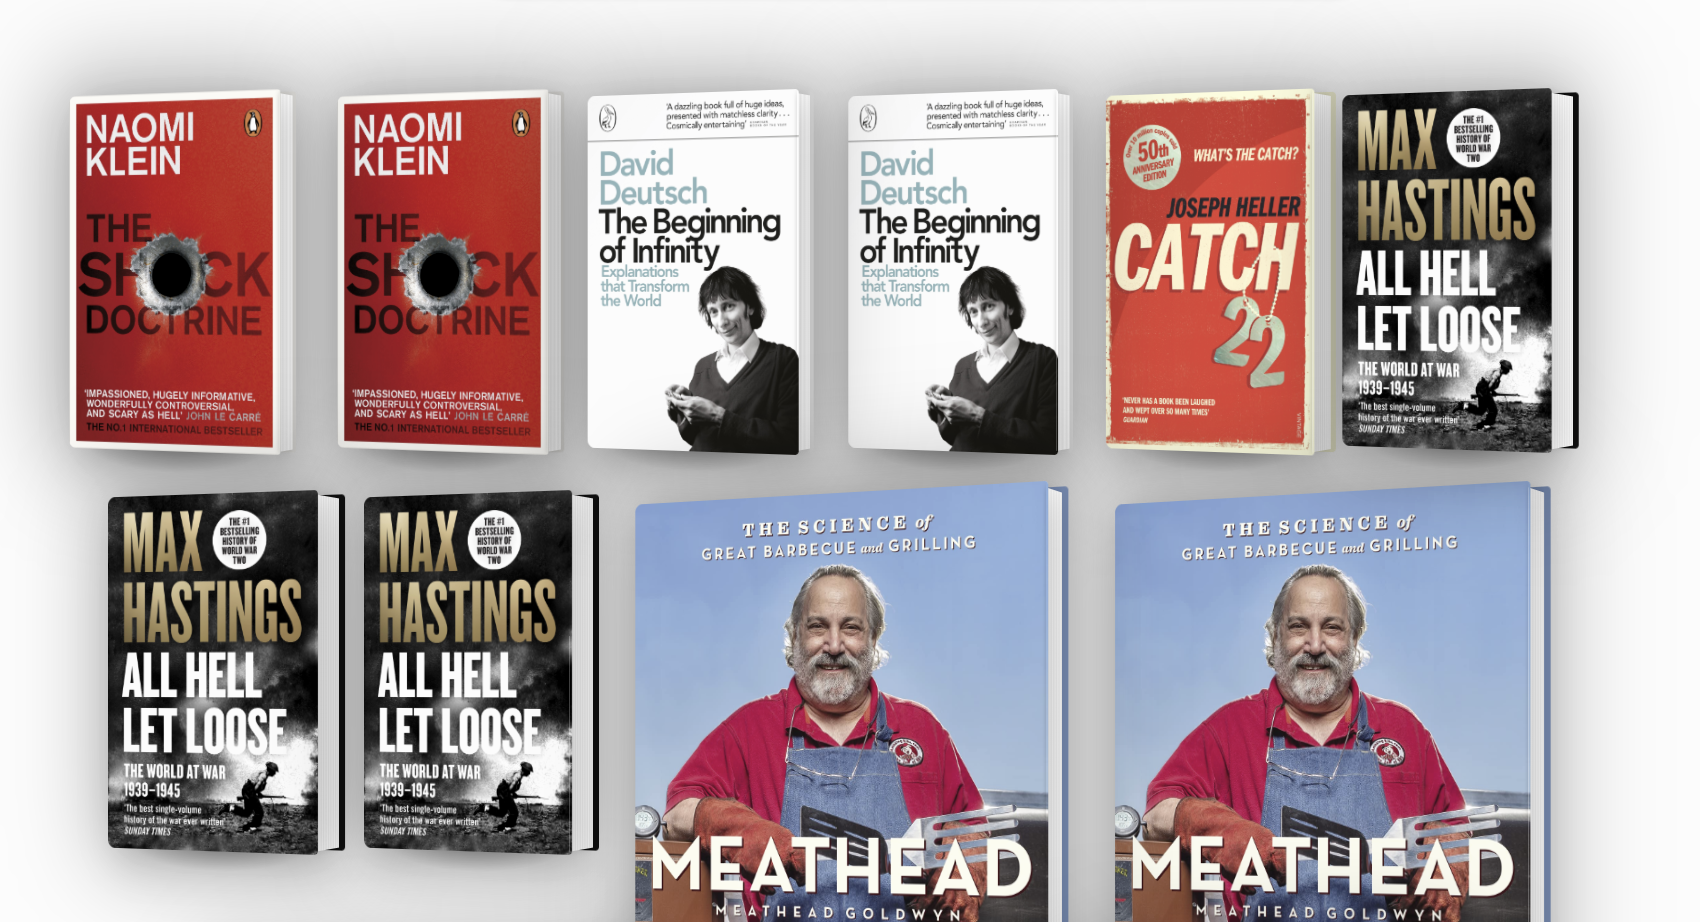 NAOMI
KLEIN
THE
SH CK
DOCTRINE
'IMPASSIONED, HUGELY INFORMATIVE,
WONDERFULLY CONTROVERSIAL,
AND SCARY AS HELL' JOHN LE CARRÉ
THE NO.1 INTERNATIONAL BESTSELLER
NAOMI
KLEIN
THE
SH CK
DOCTRINE
'IMPASSIONED, HUGELY INFORMATIVE,
WONDERFULLY CONTROVERSIAL,
AND SCARY AS HELL' JOHN LE CARRÉ
THE NO.1 INTERNATIONAL BESTSELLER
'A dazzling book full of huge ideas,
presented with matchless clarity...
Cosmically entertaining'
David
Deutsch
The Beginning
of Infinity
Explanations
that Transform
the World
'A dazzling book full of huge ideas,
presented with matchless clarity...
Cosmically entertaining'
David
Deutsch
The Beginning
of Infinity
Explanations
that Transform
the World
50th
ANNIVERSARY
EDITION
WHAT'S THE CATCH?
JOSEPH HELLER
CATCH
22
'NEVER HAS A BOOK BEEN LAUGHED
AND WEPT OVER SO MANY TIMES'
GUARDIAN
MAX
THE #1
BESTSELLING
HISTORY OF
WORLD WAR
TWO
HASTINGS
ALL HELL
LET LOOSE
THE WORLD AT WAR
1939–1945
'The best single-volume
history of the war ever written'
SUNDAY TIMES
MAX
THE #1
BESTSELLING
HISTORY OF
WORLD WAR
TWO
HASTINGS
ALL HELL
LET LOOSE
THE WORLD AT WAR
1939–1945
'The best single-volume
history of the war ever written'
SUNDAY TIMES
MAX
THE #1
BESTSELLING
HISTORY OF
WORLD WAR
TWO
HASTINGS
ALL HELL
LET LOOSE
THE WORLD AT WAR
1939–1945
'The best single-volume
history of the war ever written'
SUNDAY TIMES
THE SCIENCE of
GREAT BARBECUE and GRILLING
MEATHEAD
MEATHEAD GOLDWYN
THE SCIENCE of
GREAT BARBECUE and GRILLING
MEATHEAD
MEATHEAD GOLDWYN